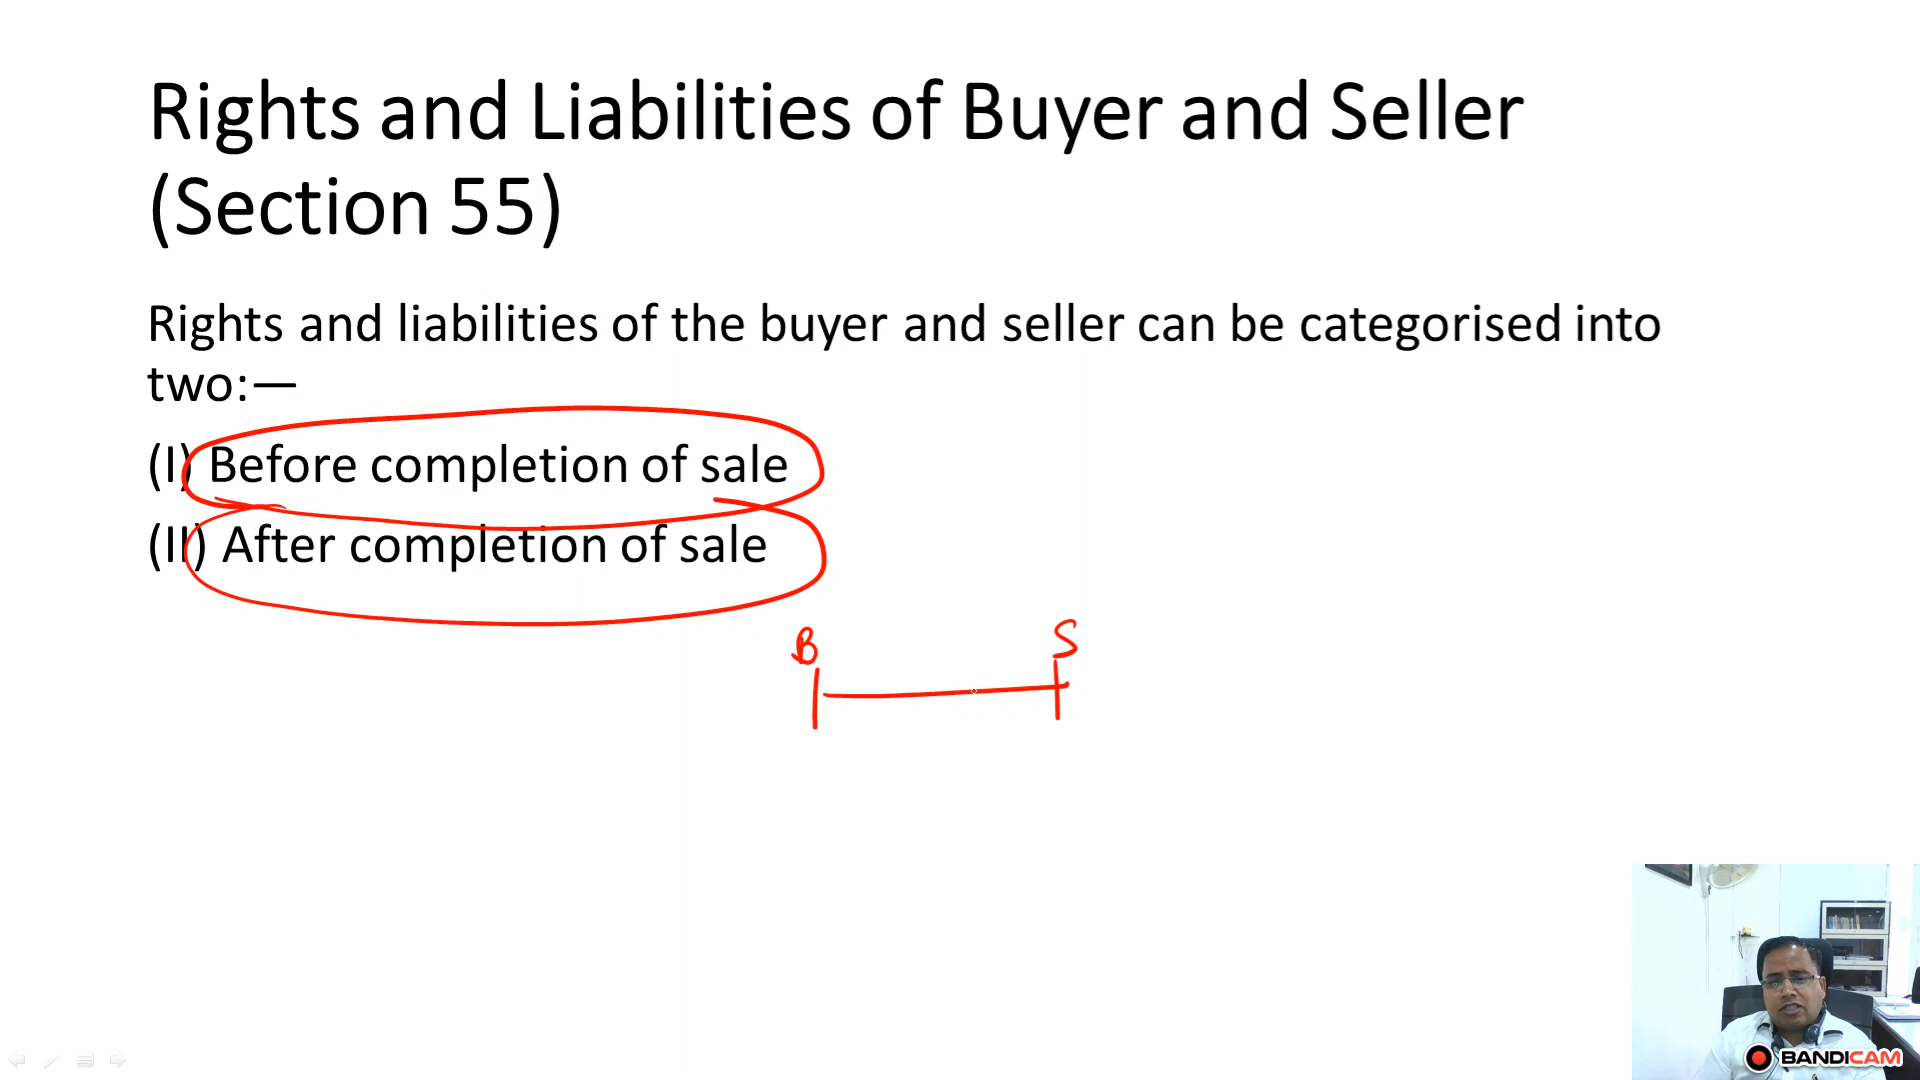 Rights and Liabilities of Buyer and Seller
(Section 55)
Rights and liabilities of the buyer and seller can be categorised into
two:—
(I) Before completion of sale
(II) After completion of sale
B S
BANDICAM